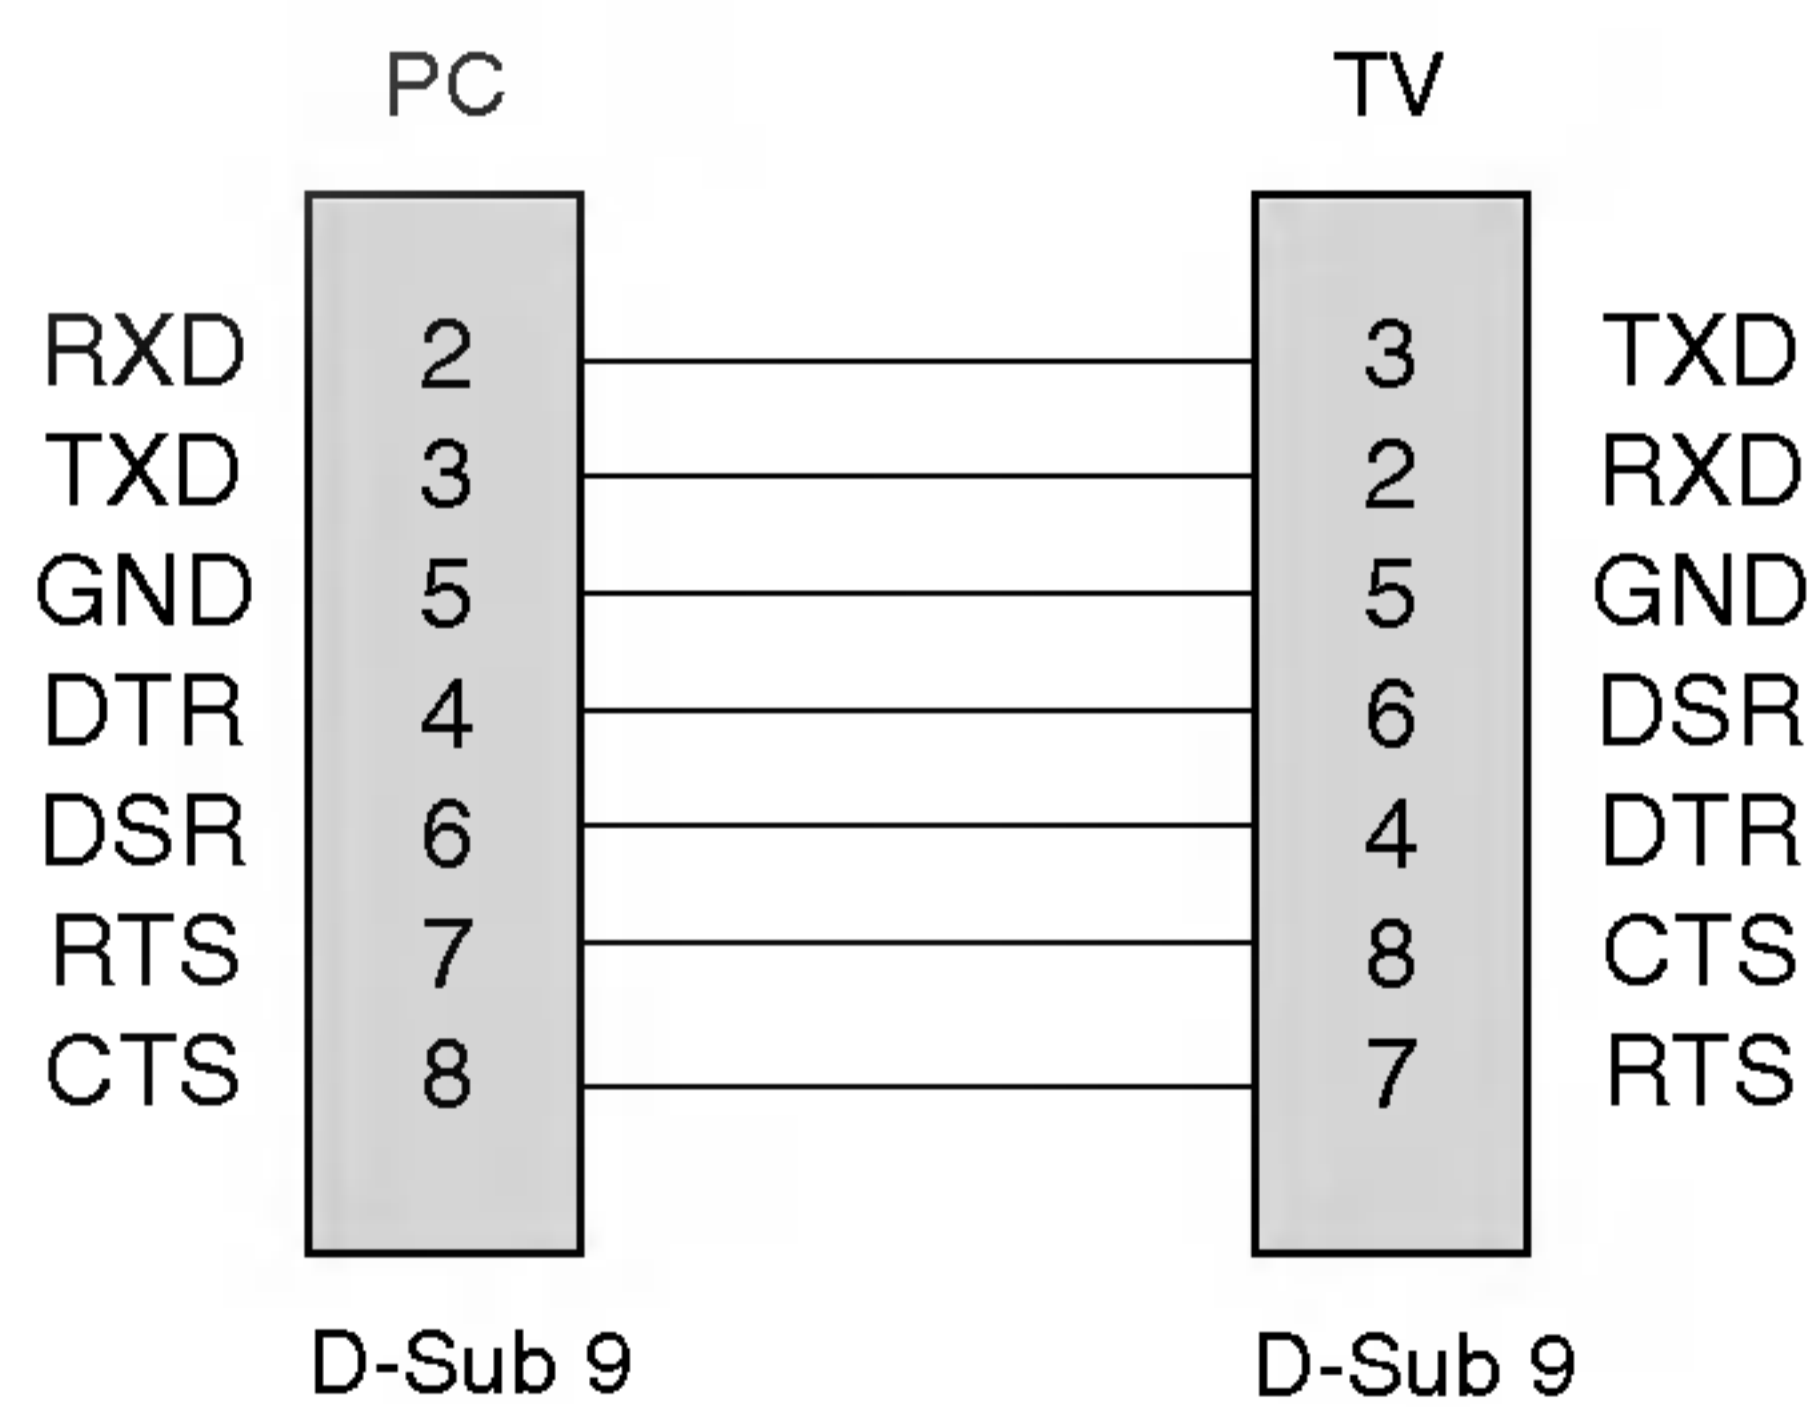 PC TV
RXD 2 3 TXD
TXD 3 2 RXD
GND 5 5 GND
DTR 4 6 DSR
DSR 6 4 DTR
RTS 7 8 CTS
CTS 8 7 RTS
D-Sub 9 D-Sub 9